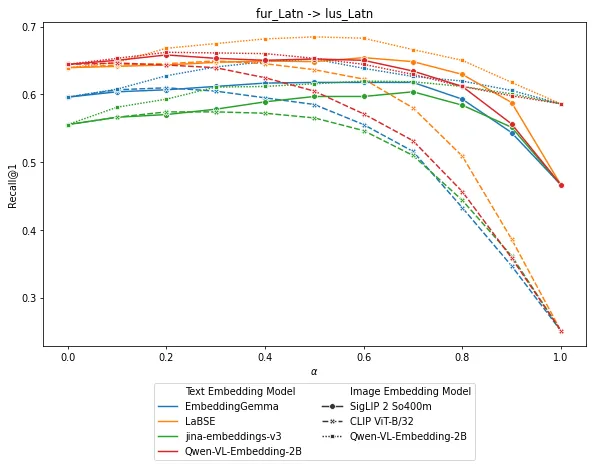 fur_Latn -> lus_Latn
0.7
0.6
0.5
0.4
0.3
Recall@1
0.0 0.2 0.4 0.6 0.8 1.0
α
Text Embedding Model
EmbeddingGemma
LaBSE
jina-embeddings-v3
Qwen-VL-Embedding-2B
Image Embedding Model
SigLIP 2 So400m
CLIP ViT-B/32
Qwen-VL-Embedding-2B